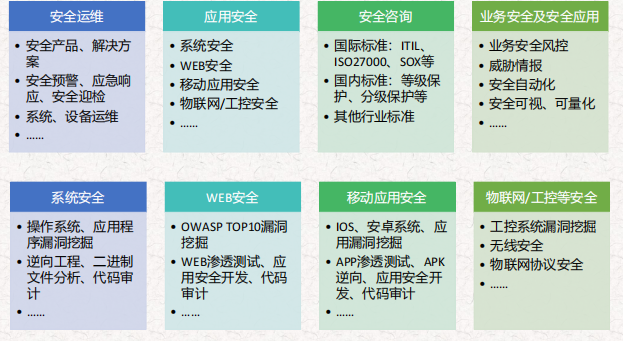 安全运维
• 安全产品、解决方
案
• 安全预警、应急响
应、安全迎检
• 系统、设备运维
• ……
应用安全
• 系统安全
• WEB安全
• 移动应用安全
• 物联网/工控安全
• ……
安全咨询
• 国际标准：ITIL、
ISO27000、SOX等
• 国内标准：等级保
护、分级保护等
• 其他行业标准
业务安全及安全应用
• 业务安全风控
• 威胁情报
• 安全自动化
• 安全可视、可量化
• ……
系统安全
• 操作系统、应用程
序漏洞挖掘
• 逆向工程、二进制
文件分析、代码审
计
• ……
WEB安全
• OWASP TOP10漏洞
挖掘
• WEB渗透测试、应
用安全开发、代码
审计
• ……
移动应用安全
• IOS、安卓系统、应
用漏洞挖掘
• APP渗透测试、APK
逆向、应用安全开
发、代码审计
• ……
物联网/工控等安全
• 工控系统漏洞挖掘
• 无线安全
• 物联网协议安全
• ……